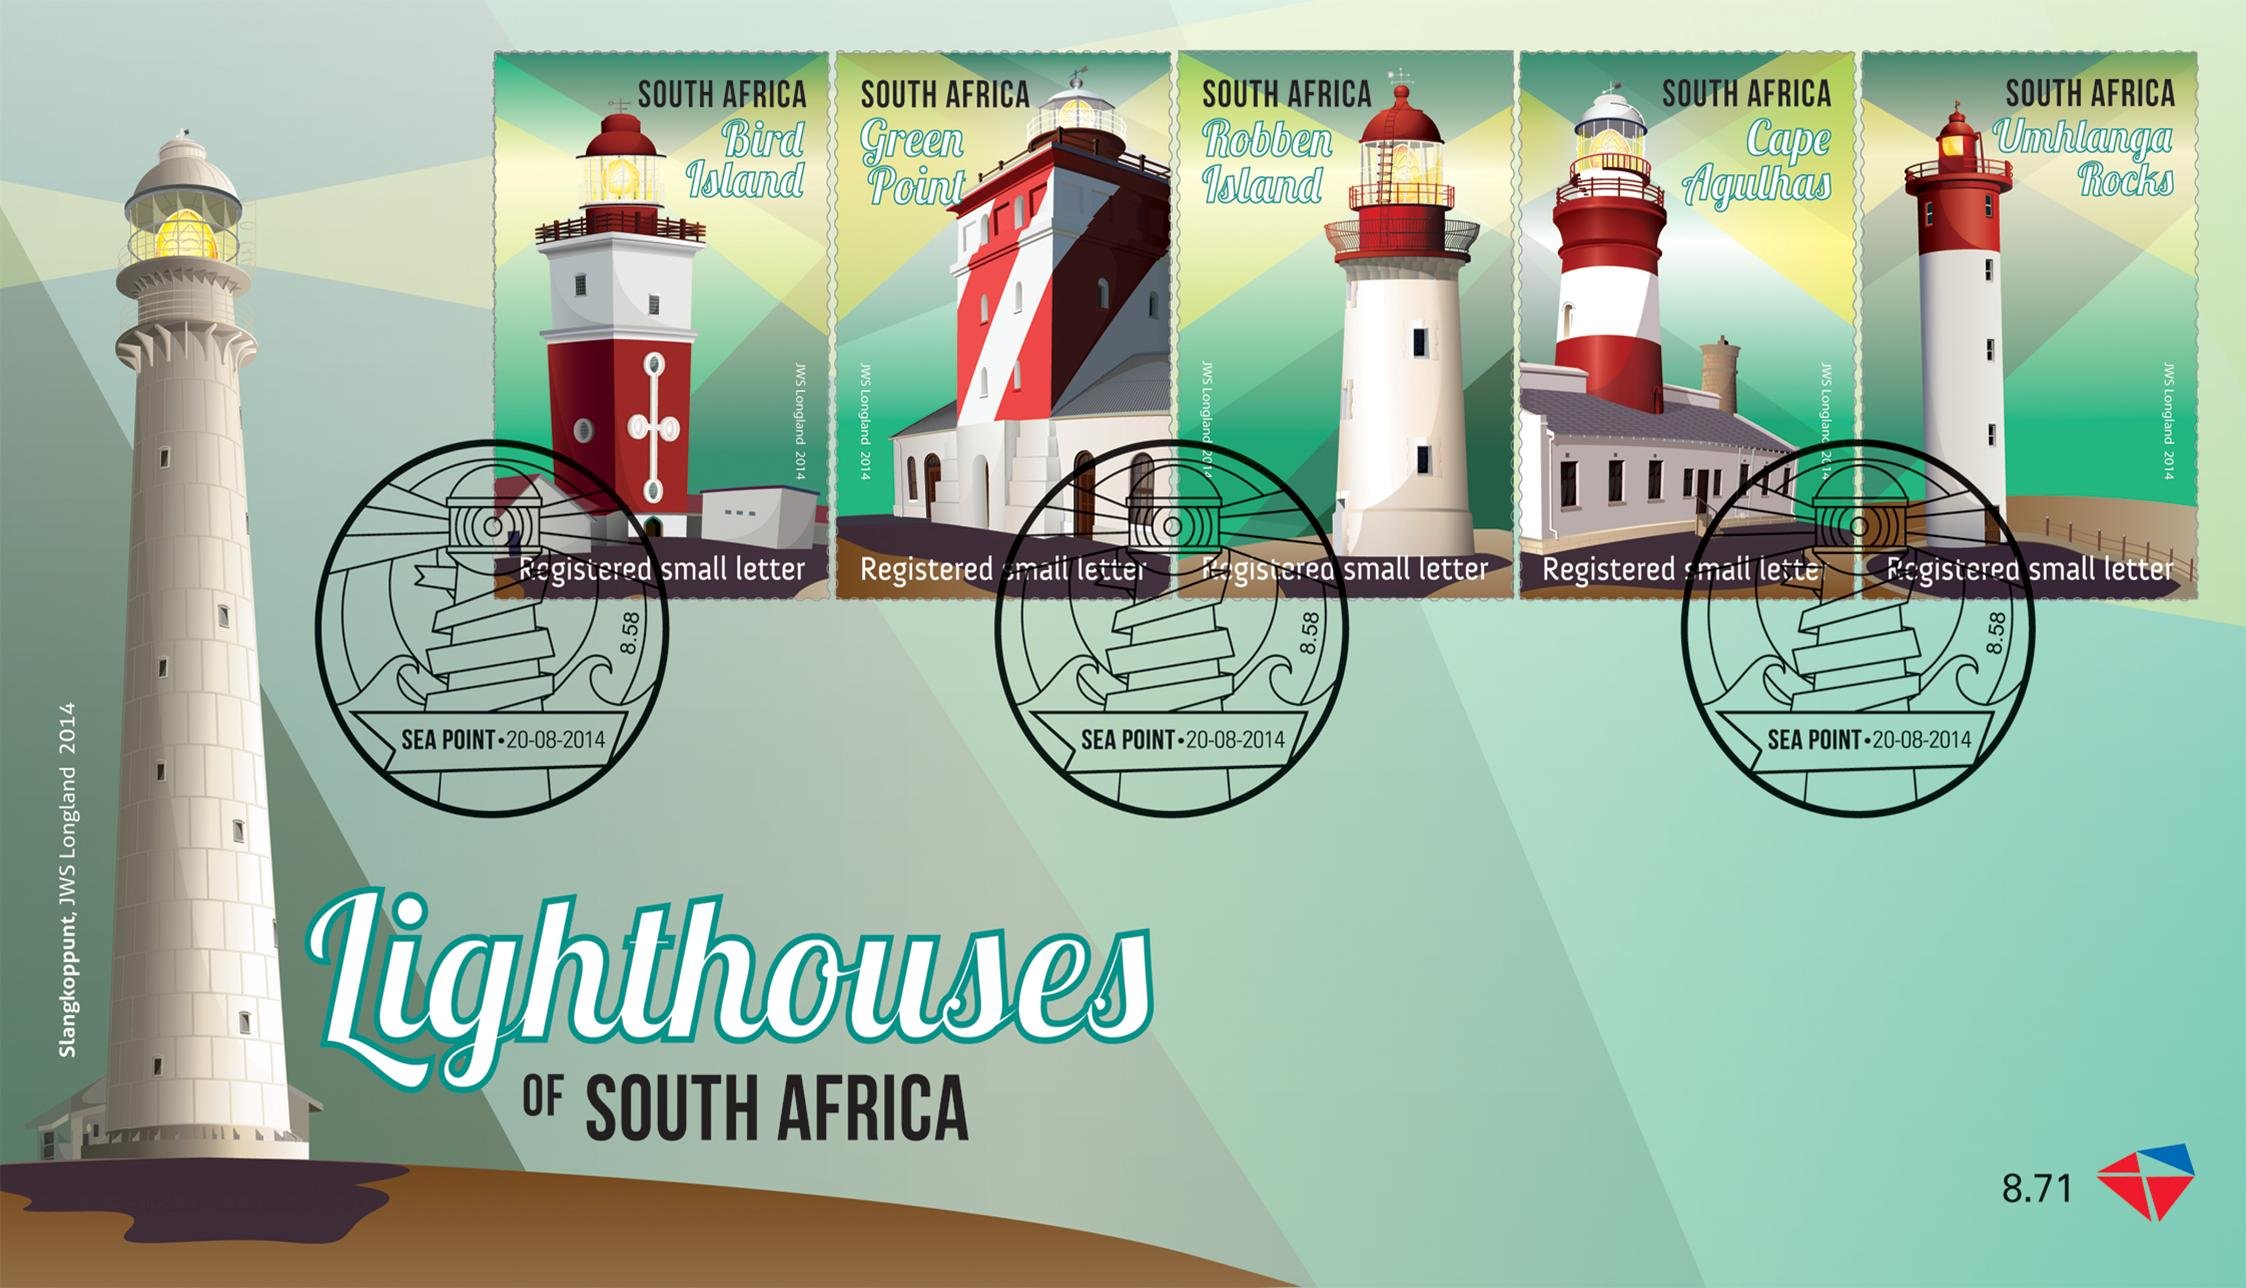 SOUTH AFRICA
Bird
Island
JWS Longland 2014
Registered small letter
SOUTH AFRICA
Green
Point
JWS Longland 2014
Registered small letter
SOUTH AFRICA
Robben
Island
JWS Longland 2014
Registered small letter
SOUTH AFRICA
Cape
Agulhas
JWS Longland 2014
Registered small letter
SOUTH AFRICA
Umhlanga
Rocks
JWS Longland 2014
Registered small letter
8.58
SEA POINT•20-08-2014
8.58
SEA POINT•20-08-2014
8.58
SEA POINT•20-08-2014
Slangkoppunt, JWS Longland 2014
Lighthouses
OF SOUTH AFRICA
8.71